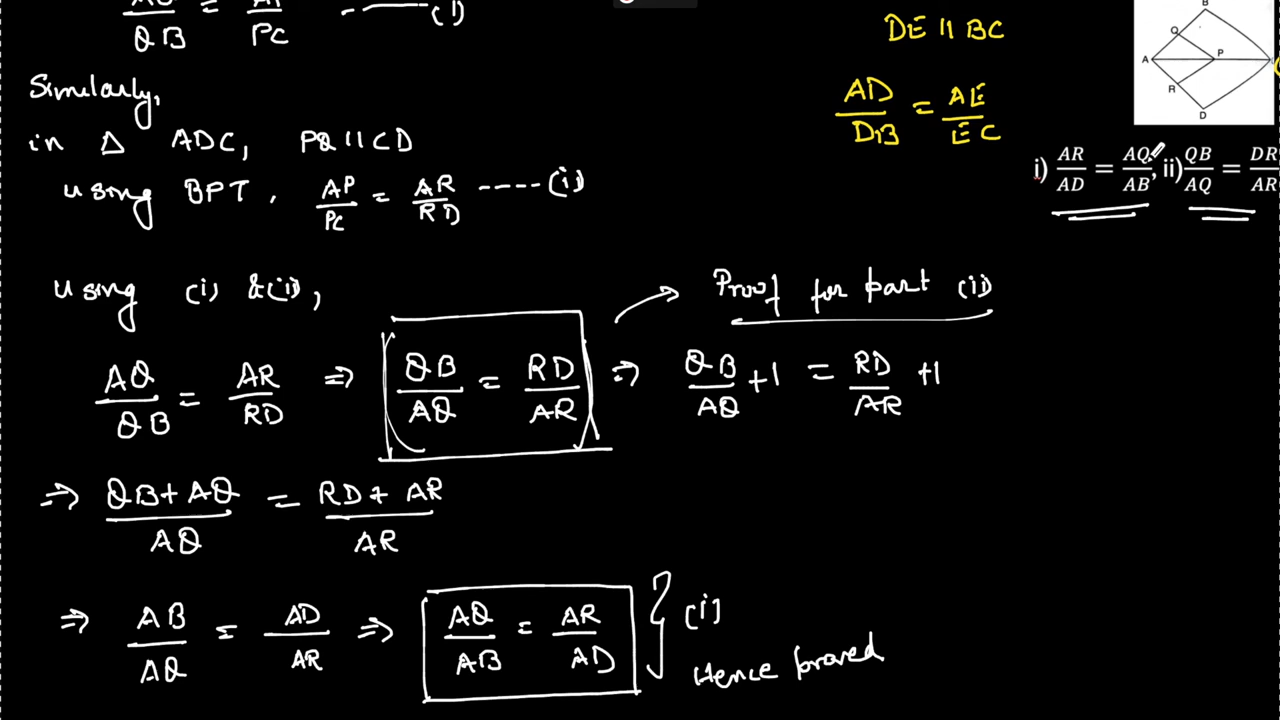 AQ/QB = AP/PC ------(i)
Similarly,
in Δ ADC, PQ || CD
using BPT, AP/PC = AR/RD ----(i)
using (i) &(ii),
AQ/QB = AR/RD ⇒ QB/AQ = RD/AR ⇒ QB/AQ +1 = RD/AR +1
Proof for part (ii)
⇒ QB+AQ/AQ = RD+AR/AR
⇒ AB/AQ = AD/AR ⇒ AQ/AB = AR/AD } (i)
Hence proved
DE || BC
AD/DB = AE/EC
B
Q
A P
R
D
i) AR/AD = AQ/AB, ii) QB/AQ = DR/AR